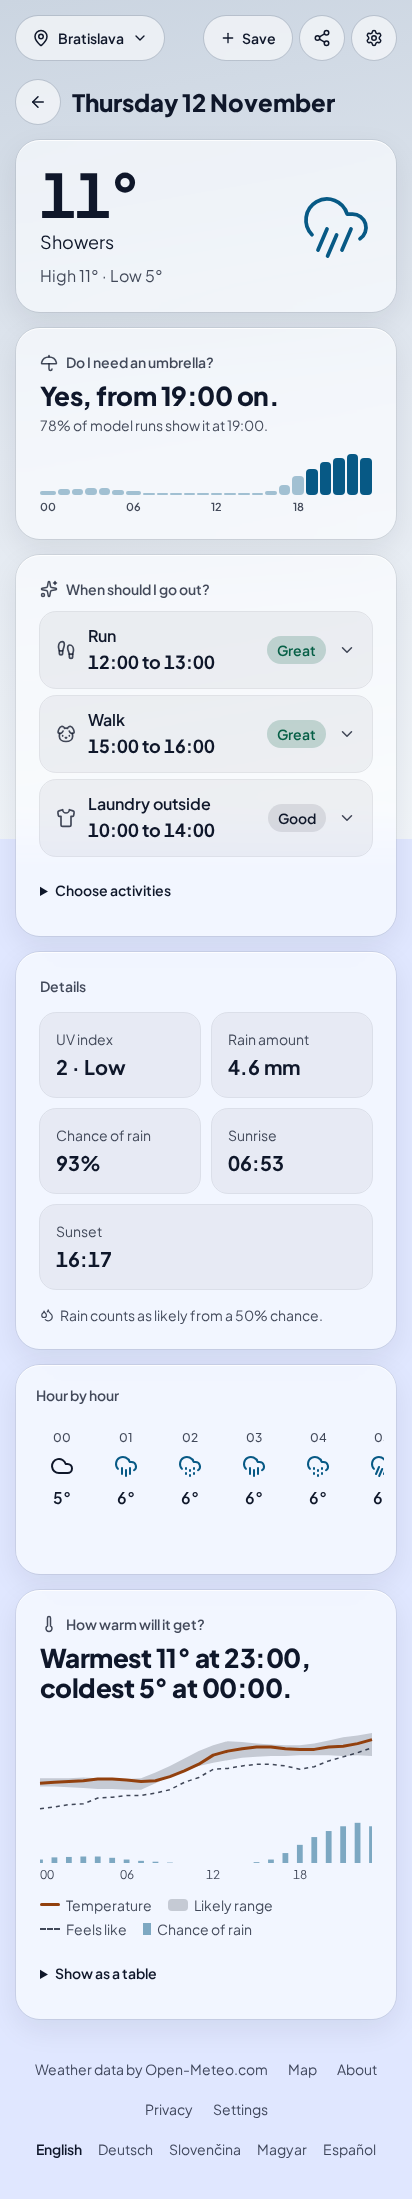 Bratislava
Save
Thursday 12 November
11°
Showers
High 11° · Low 5°
Do I need an umbrella?
Yes, from 19:00 on.
78% of model runs show it at 19:00.
00 06 12 18
When should I go out?
Run
12:00 to 13:00
Great
Walk
15:00 to 16:00
Great
Laundry outside
10:00 to 14:00
Good
Choose activities
Details
UV index
2 · Low
Rain amount
4.6 mm
Chance of rain
93%
Sunrise
06:53
Sunset
16:17
Rain counts as likely from a 50% chance.
Hour by hour
00 01 02 03 04 0
5° 6° 6° 6° 6° 6
How warm will it get?
Warmest 11° at 23:00,
coldest 5° at 00:00.
00 06 12 18
Temperature Likely range
Feels like Chance of rain
Show as a table
Weather data by Open-Meteo.com Map About
Privacy Settings
English Deutsch Slovenčina Magyar Español